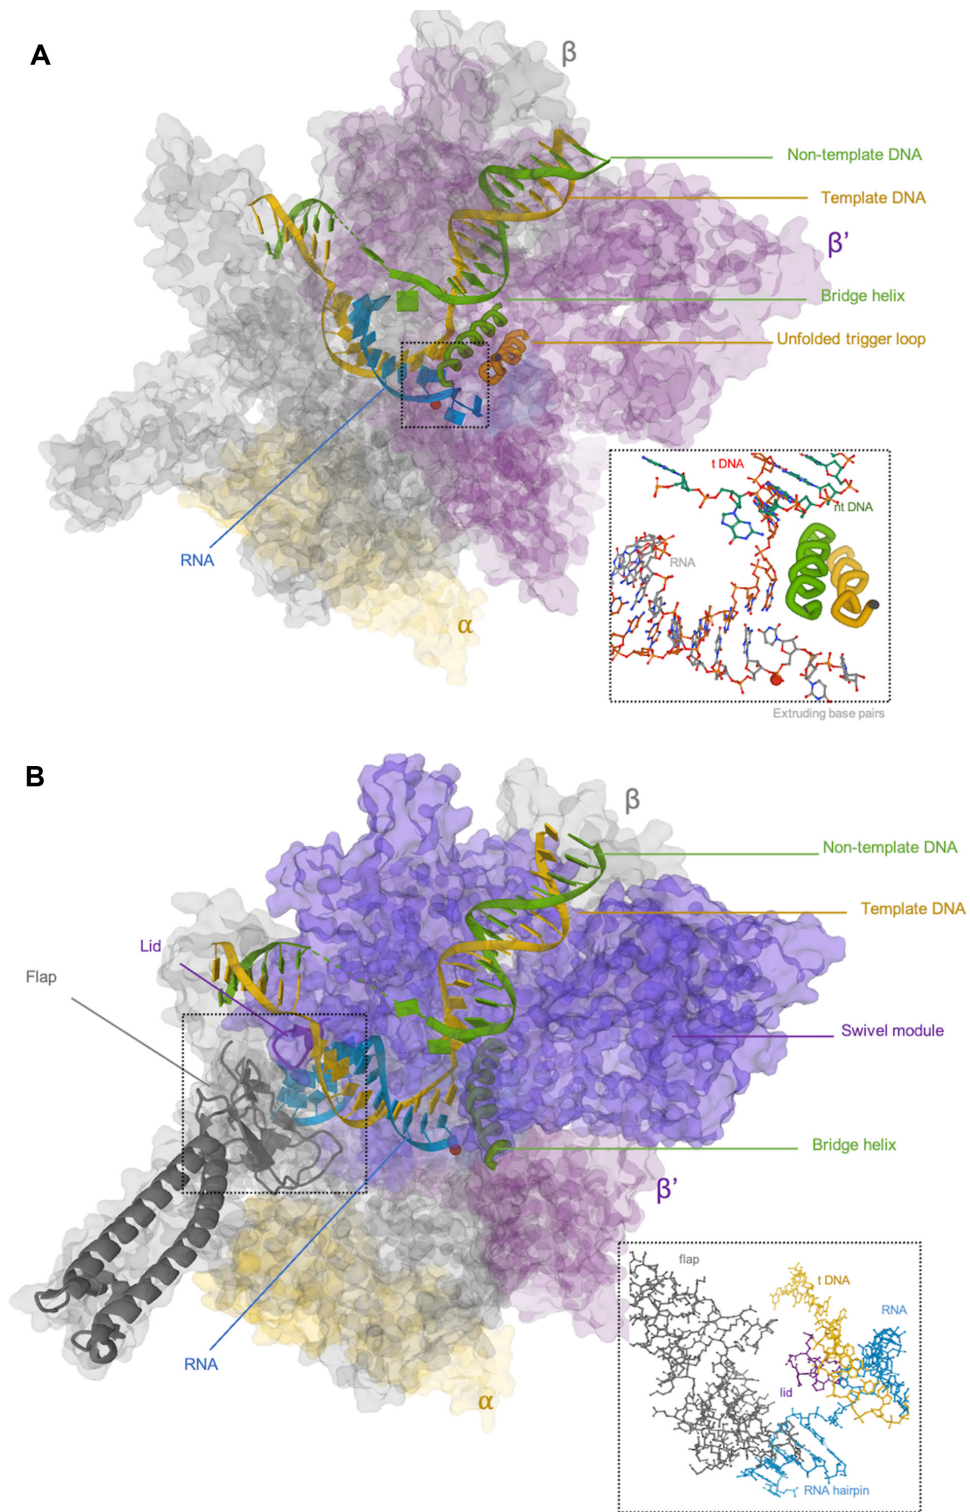 A
β
Non-template DNA
Template DNA
β’
Bridge helix
Unfolded trigger loop
t DNA
nt DNA
RNA
RNA
α
Extruding base pairs
B
β
Non-template DNA
Template DNA
Lid
Flap
Swivel module
Bridge helix
β’
flap
t DNA
RNA
RNA
lid
α
RNA hairpin